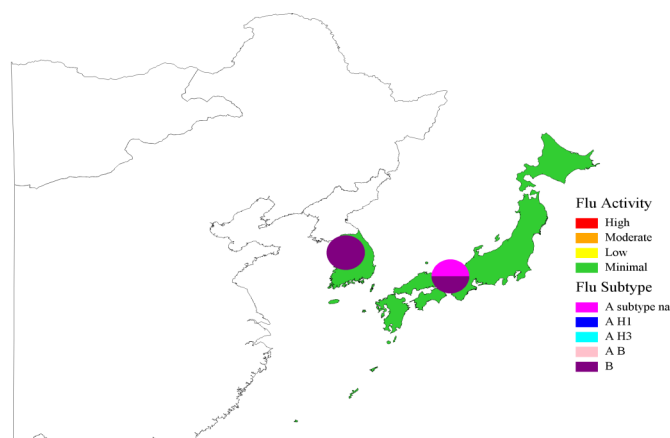 Flu Activity
High
Moderate
Low
Minimal
Flu Subtype
A subtype na
A H1
A H3
A B
B